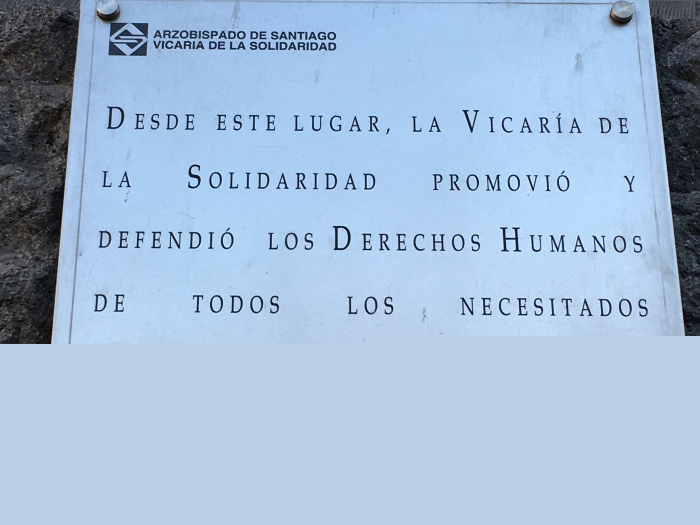 ARZOBISPADO DE SANTIAGO
VICARIA DE LA SOLIDARIDAD
DESDE ESTE LUGAR, LA VICARÍA DE
LA SOLIDARIDAD PROMOVIÓ Y
DEFENDIÓ LOS DERECHOS HUMANOS
DE TODOS LOS NECESITADOS